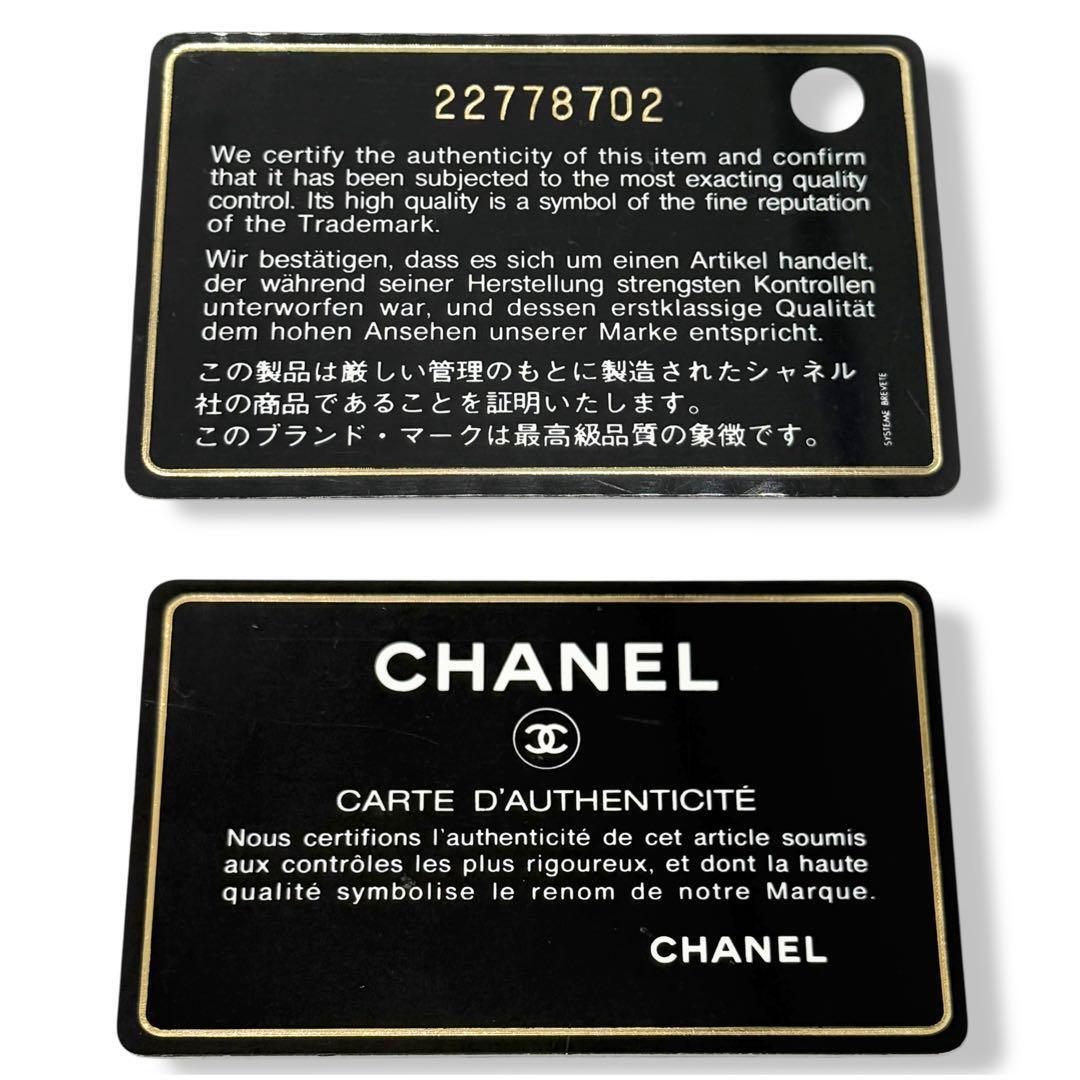 22778702
We certify the authenticity of this item and confirm
that it has been subjected to the most exacting quality
control. Its high quality is a symbol of the fine reputation
of the Trademark.
Wir bestätigen, dass es sich um einen Artikel handelt,
der während seiner Herstellung strengsten Kontrollen
unterworfen war, und dessen erstklassige Qualität
dem hohen Ansehen unserer Marke entspricht.
この製品は厳しい管理のもとに製造されたシャネル
社の商品であることを証明いたします。
このブランド・マークは最高級品質の象徴です。
SYSTEME BREVETE
CHANEL
CARTE D'AUTHENTICITÉ
Nous certifions l'authenticité de cet article soumis
aux contrôles les plus rigoureux, et dont la haute
qualité symbolise le renom de notre Marque.
CHANEL